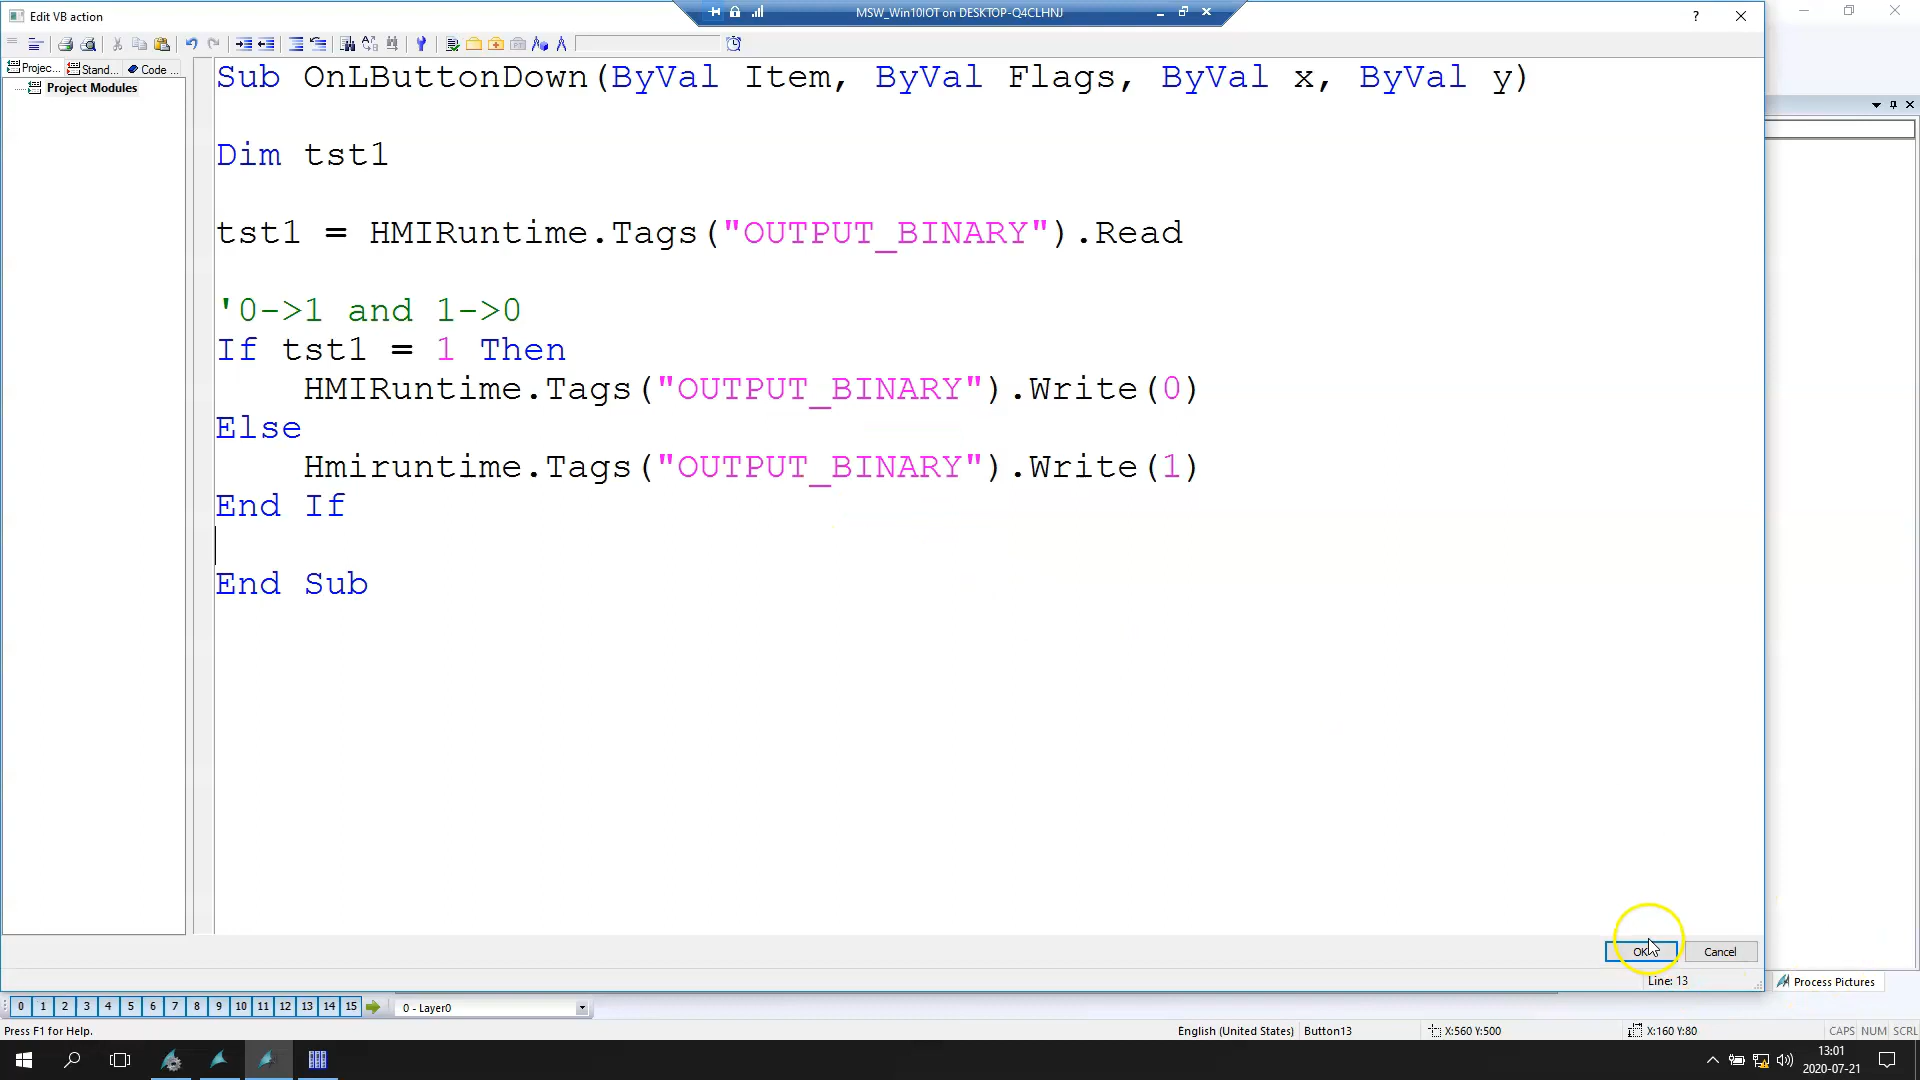 Edit VB action
MSW_Win10IOT on DESKTOP-Q4CLHNJ
Projec...
Stand...
Code ...
Project Modules
Sub OnLButtonDown(ByVal Item, ByVal Flags, ByVal x, ByVal y)
Dim tst1
tst1 = HMIRuntime.Tags("OUTPUT_BINARY").Read
'0->1 and 1->0
If tst1 = 1 Then
HMIRuntime.Tags("OUTPUT_BINARY").Write(0)
Else
Hmiruntime.Tags("OUTPUT_BINARY").Write(1)
End If
End Sub
OK
Cancel
Line: 13
Process Pictures
0 1 2 3 4 5 6 7 8 9 10 11 12 13 14 15
0 - Layer0
Press F1 for Help.
English (United States)
Button13
X:560 Y:500
X:160 Y:80
CAPS NUM SCRL
13:01
2020-07-21